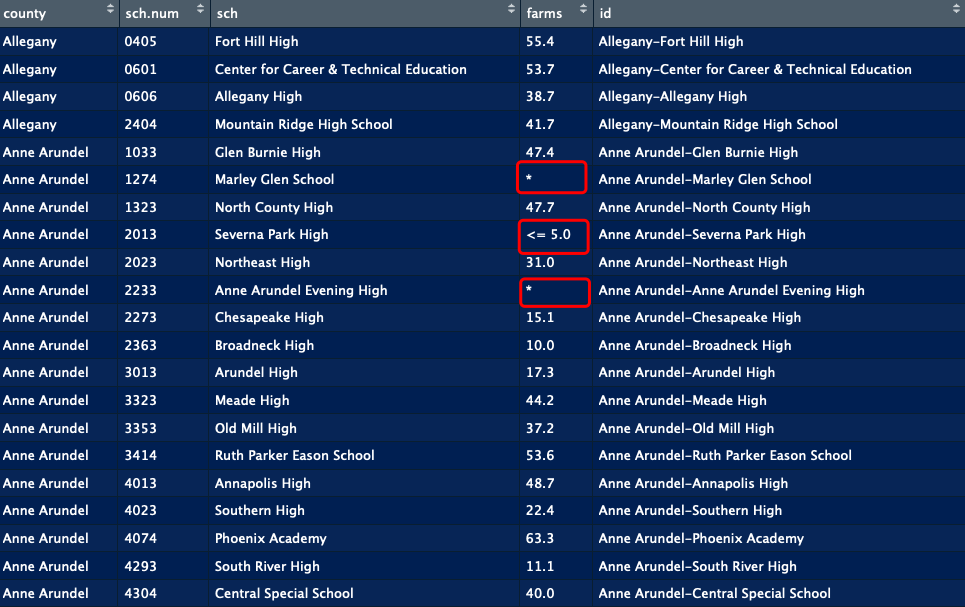 county sch.num sch farms id
Allegany 0405 Fort Hill High 55.4 Allegany-Fort Hill High
Allegany 0601 Center for Career & Technical Education 53.7 Allegany-Center for Career & Technical Education
Allegany 0606 Allegany High 38.7 Allegany-Allegany High
Allegany 2404 Mountain Ridge High School 41.7 Allegany-Mountain Ridge High School
Anne Arundel 1033 Glen Burnie High 47.4 Anne Arundel-Glen Burnie High
Anne Arundel 1274 Marley Glen School * Anne Arundel-Marley Glen School
Anne Arundel 1323 North County High 47.7 Anne Arundel-North County High
Anne Arundel 2013 Severna Park High <= 5.0 Anne Arundel-Severna Park High
Anne Arundel 2023 Northeast High 31.0 Anne Arundel-Northeast High
Anne Arundel 2233 Anne Arundel Evening High * Anne Arundel-Anne Arundel Evening High
Anne Arundel 2273 Chesapeake High 15.1 Anne Arundel-Chesapeake High
Anne Arundel 2363 Broadneck High 10.0 Anne Arundel-Broadneck High
Anne Arundel 3013 Arundel High 17.3 Anne Arundel-Arundel High
Anne Arundel 3323 Meade High 44.2 Anne Arundel-Meade High
Anne Arundel 3353 Old Mill High 37.2 Anne Arundel-Old Mill High
Anne Arundel 3414 Ruth Parker Eason School 53.6 Anne Arundel-Ruth Parker Eason School
Anne Arundel 4013 Annapolis High 48.7 Anne Arundel-Annapolis High
Anne Arundel 4023 Southern High 22.4 Anne Arundel-Southern High
Anne Arundel 4074 Phoenix Academy 63.3 Anne Arundel-Phoenix Academy
Anne Arundel 4293 South River High 11.1 Anne Arundel-South River High
Anne Arundel 4304 Central Special School 40.0 Anne Arundel-Central Special School